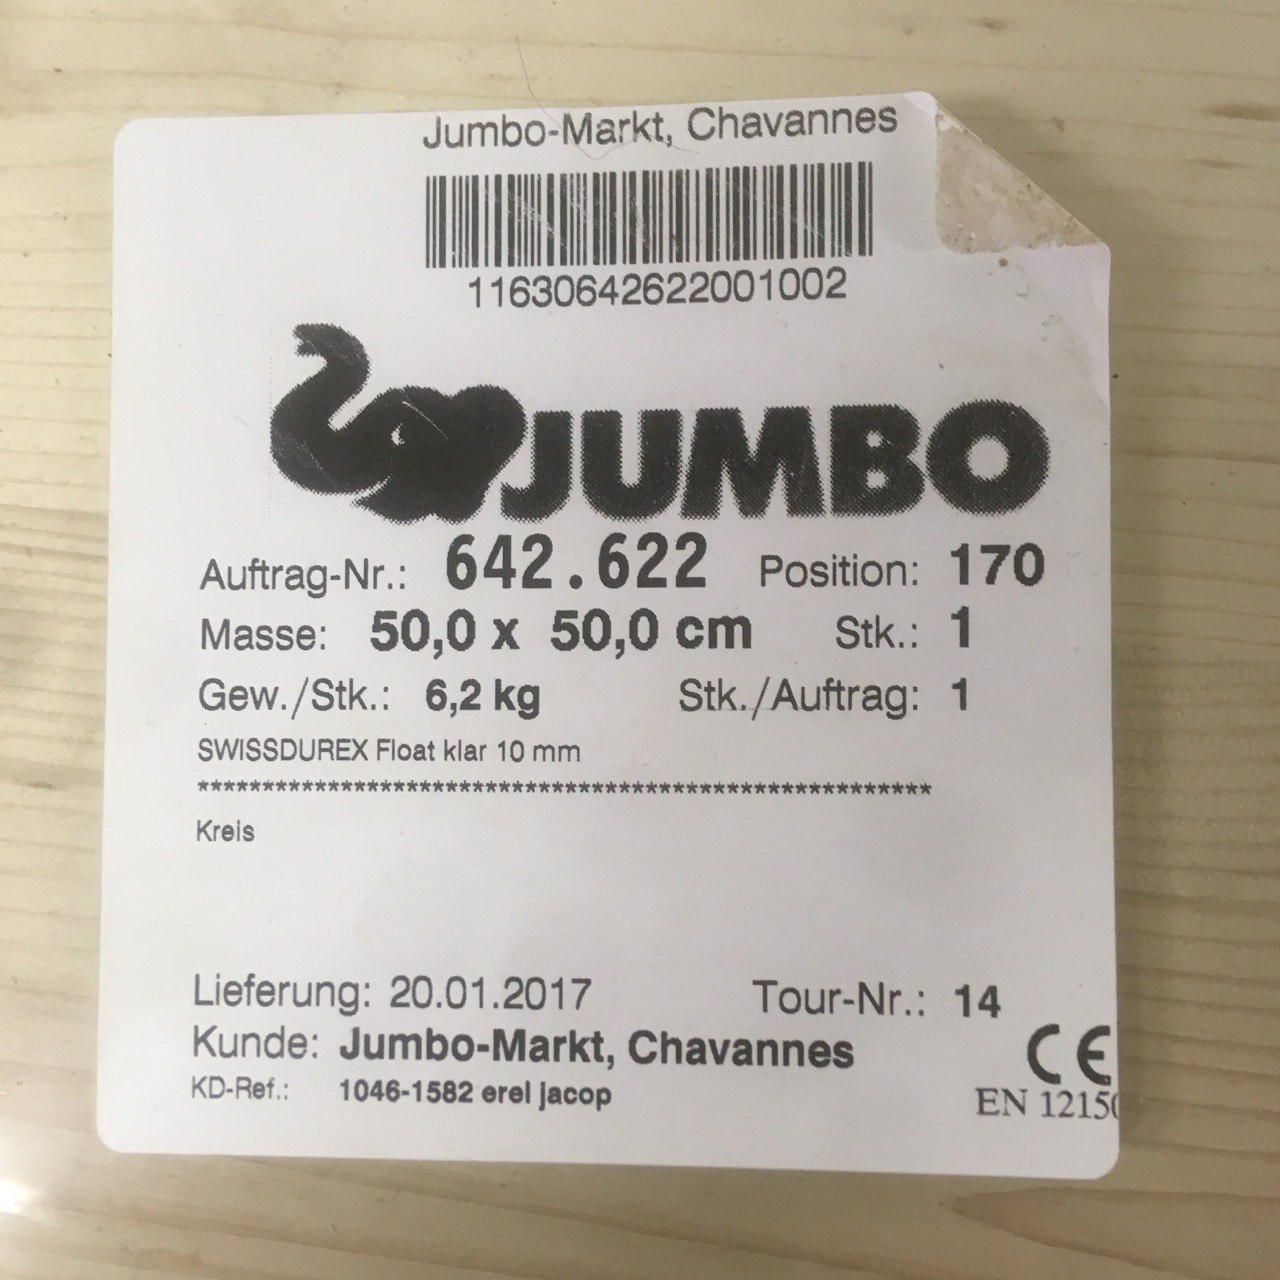 Jumbo-Markt, Chavannes
11630642622001002
JUMBO
Auftrag-Nr.: 642.622 Position: 170
Masse: 50,0 x 50,0 cm Stk.: 1
Gew./Stk.: 6,2 kg Stk./Auftrag: 1
SWISSDUREX Float klar 10 mm
*******************************************************
Kreis
Lieferung: 20.01.2017 Tour-Nr.: 14
Kunde: Jumbo-Markt, Chavannes
KD-Ref.: 1046-1582 erel jacop
CE
EN 12150